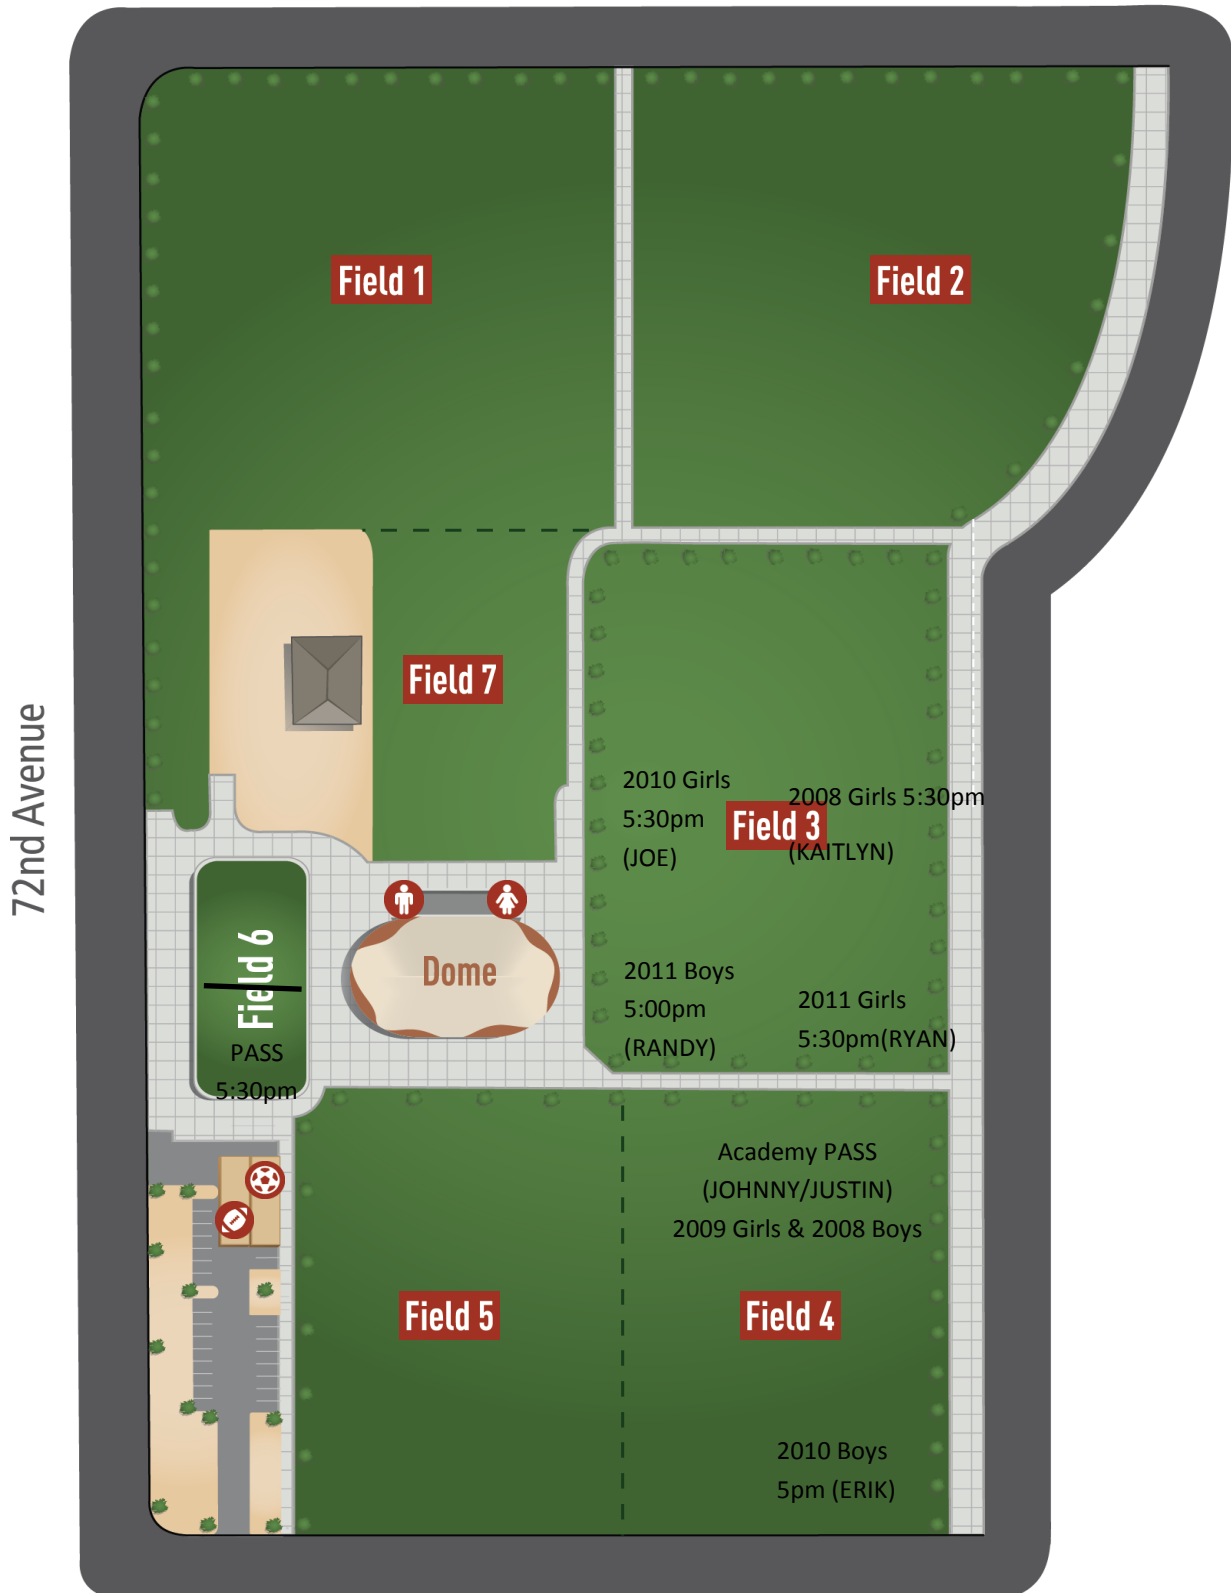 Field 1
Field 2
72nd Avenue
Field 7
2010 Girls
5:30pm
(JOE)
2008 Girls 5:30pm
(KAITLYN)
Field 3
Field 6
PASS
5:30pm
Dome
2011 Boys
5:00pm
(RANDY)
2011 Girls
5:30pm(RYAN)
Academy PASS
(JOHNNY/JUSTIN)
2009 Girls & 2008 Boys
Field 5
Field 4
2010 Boys
5pm (ERIK)